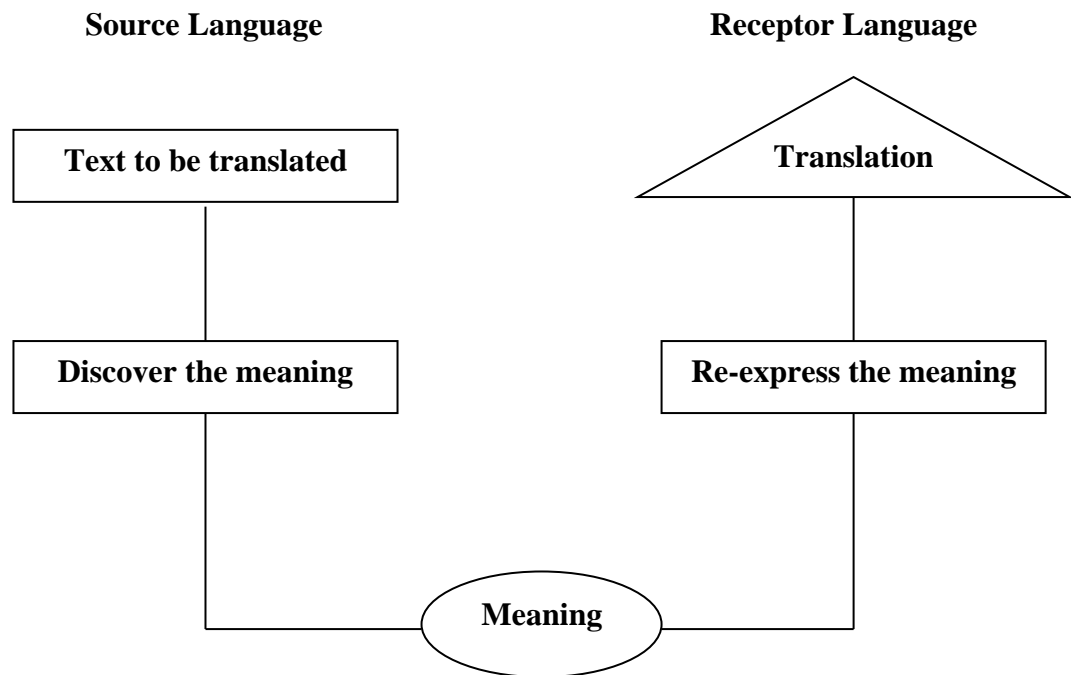 Source Language
Receptor Language
Text to be translated
Translation
Discover the meaning
Re-express the meaning
Meaning